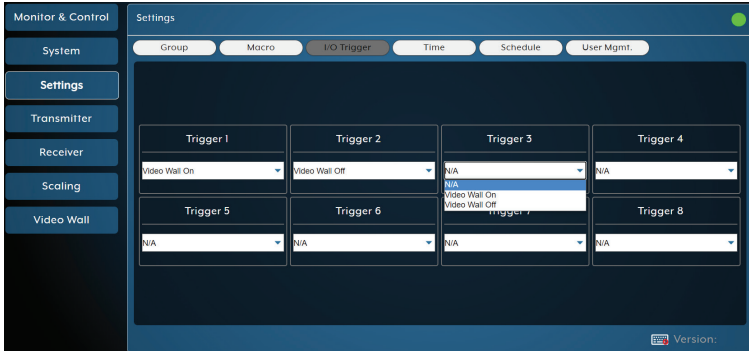 Monitor & Control
Settings
System
Group
Macro
I/O Trigger
Time
Schedule
User Mgmt.
Settings
Transmitter
Receiver
Scaling
Video Wall
Trigger 1
Trigger 2
Trigger 3
Trigger 4
Video Wall On
Video Wall Off
N/A
N/A
N/A
Video Wall On
Video Wall Off
Trigger 5
Trigger 6
Trigger 7
Trigger 8
N/A
N/A
N/A
N/A
Version: